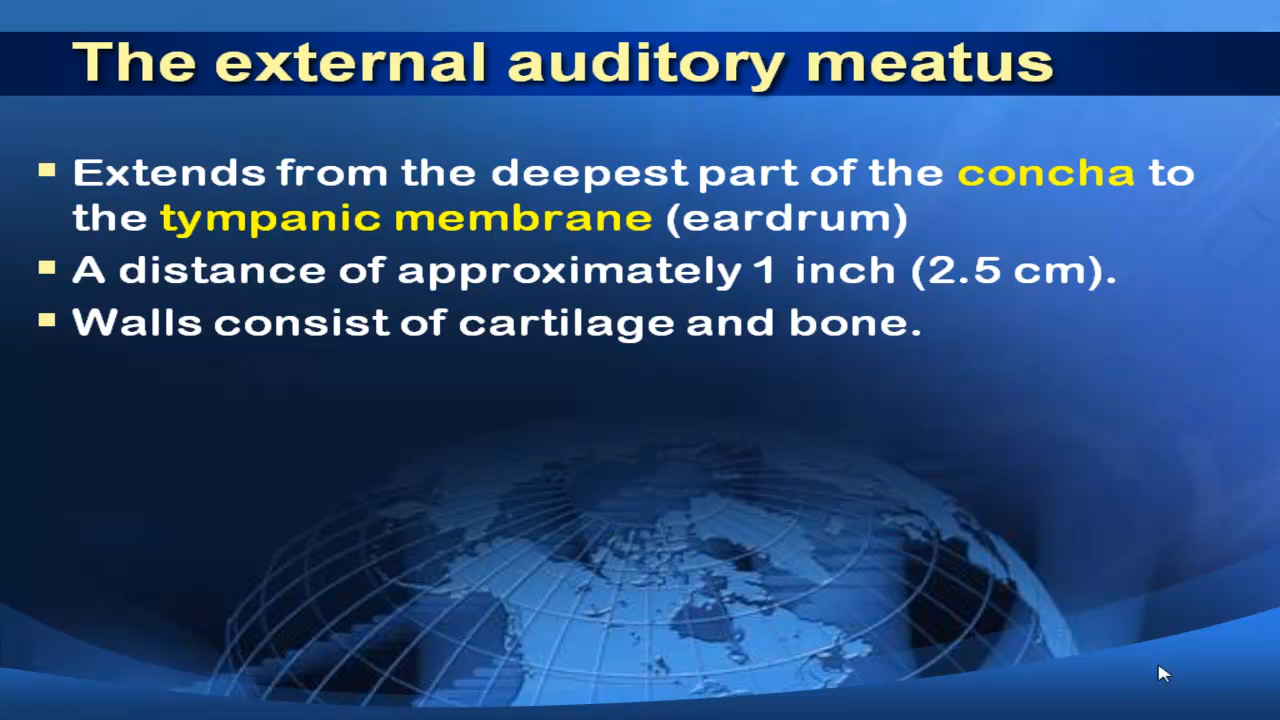 The external auditory meatus
Extends from the deepest part of the concha to
the tympanic membrane (eardrum)
A distance of approximately 1 inch (2.5 cm).
Walls consist of cartilage and bone.